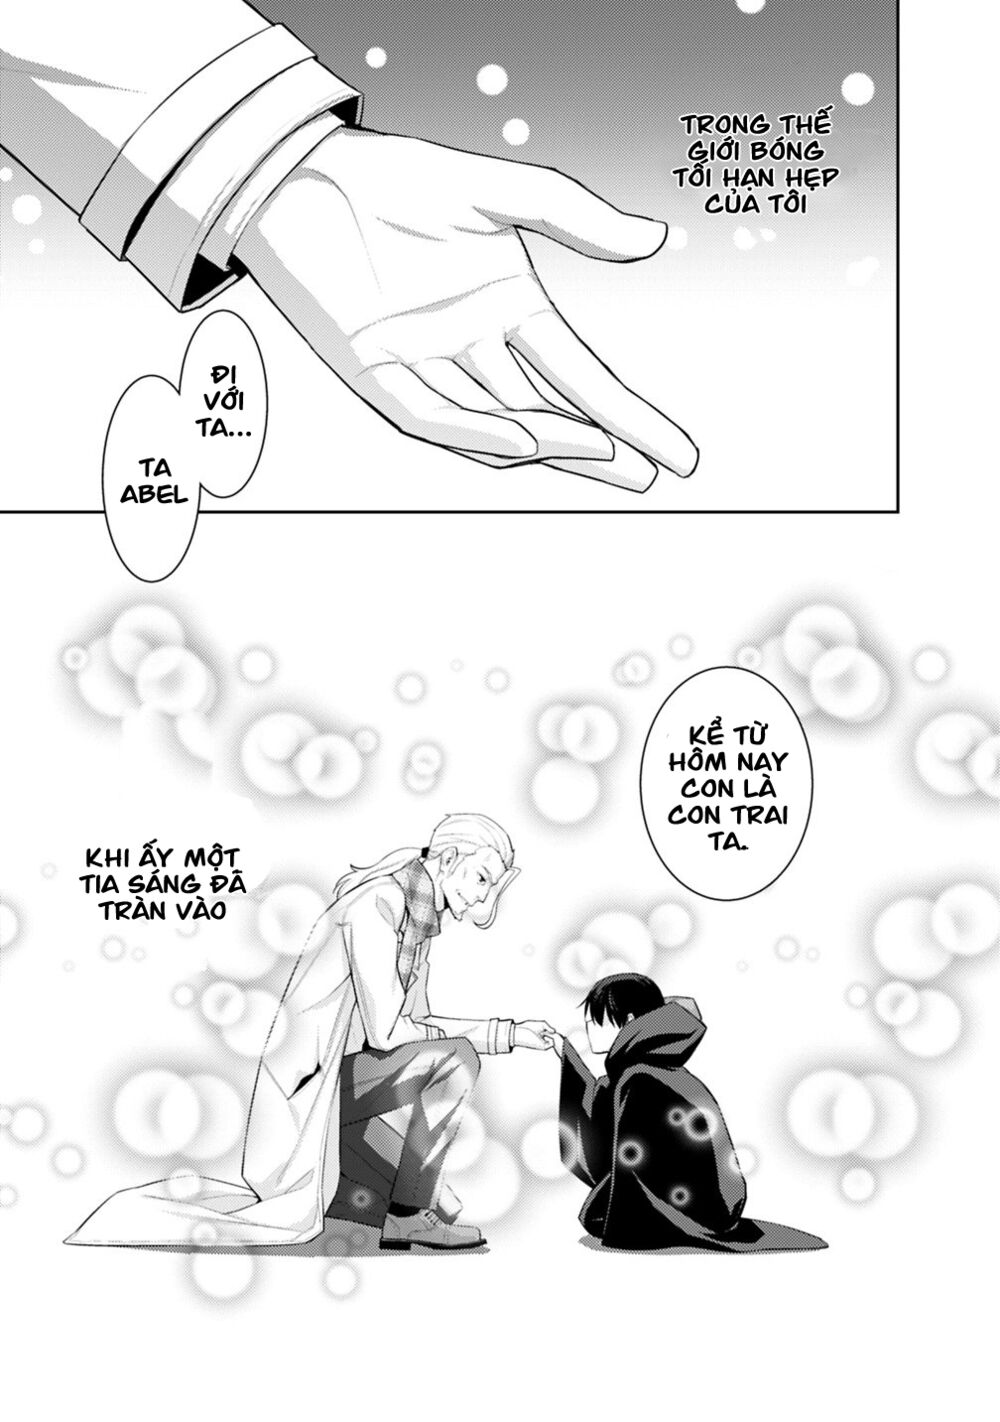 TRONG THẾ
GIỚI BÓNG
TỐI HẠN HẸP
CỦA TÔI
ĐI
VỚI
TA...
TA
ABEL
KỂ TỪ
HÔM NAY
CON LÀ
CON TRAI
TA.
KHI ẤY MỘT
TIA SÁNG ĐÃ
TRÀN VÀO